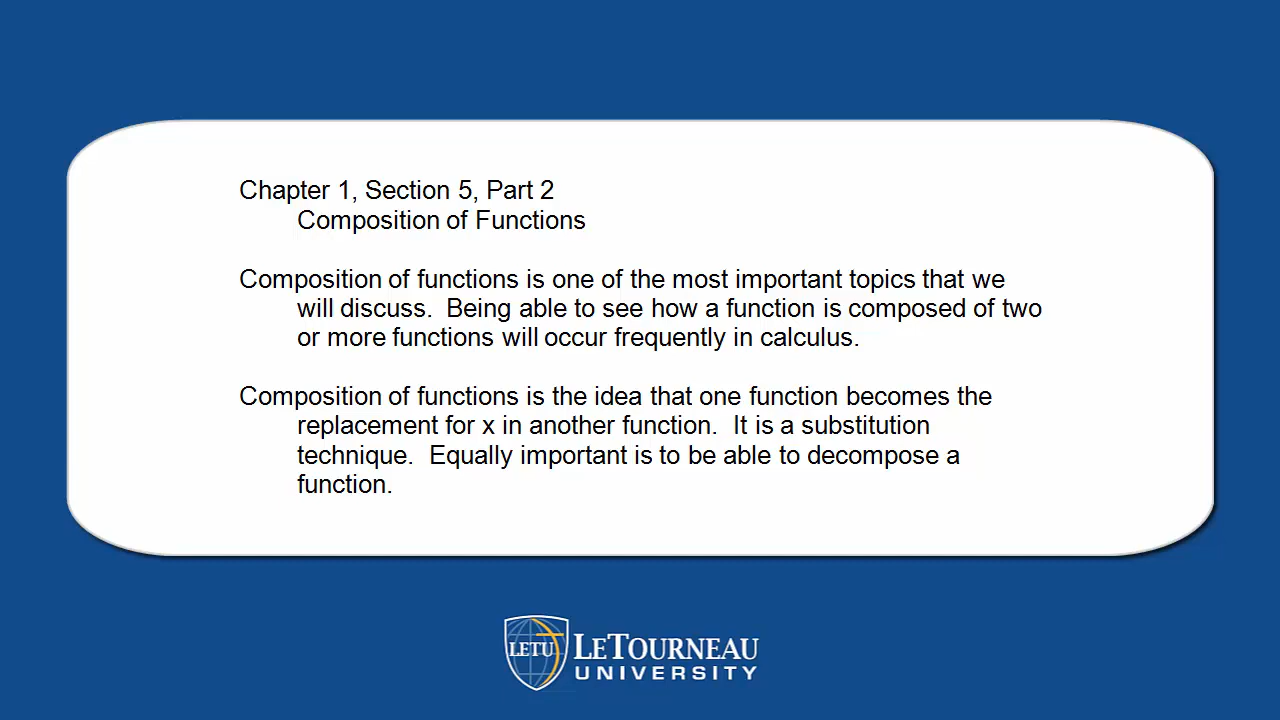 Chapter 1, Section 5, Part 2
Composition of Functions
Composition of functions is one of the most important topics that we
will discuss.  Being able to see how a function is composed of two
or more functions will occur frequently in calculus.
Composition of functions is the idea that one function becomes the
replacement for x in another function.  It is a substitution
technique.  Equally important is to be able to decompose a
function.
LETU
LETOURNEAU
UNIVERSITY